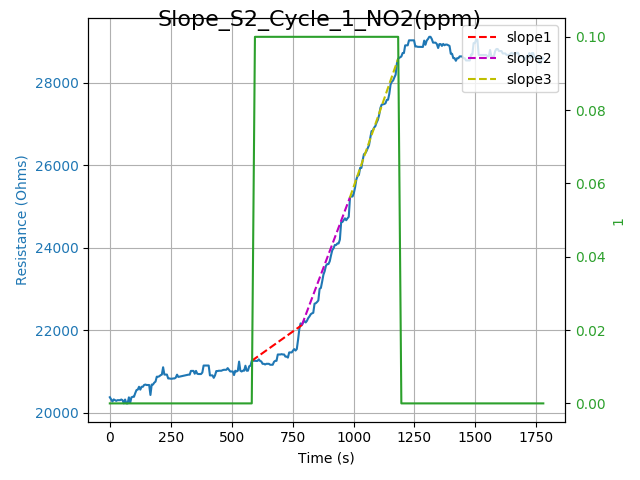 Slope_S2_Cycle_1_NO2(ppm)
slope1
slope2
slope3
Resistance (Ohms)
28000
26000
24000
22000
20000
0.10
0.08
0.06
0.04
0.02
0.00
1
0 250 500 750 1000 1250 1500 1750
Time (s)